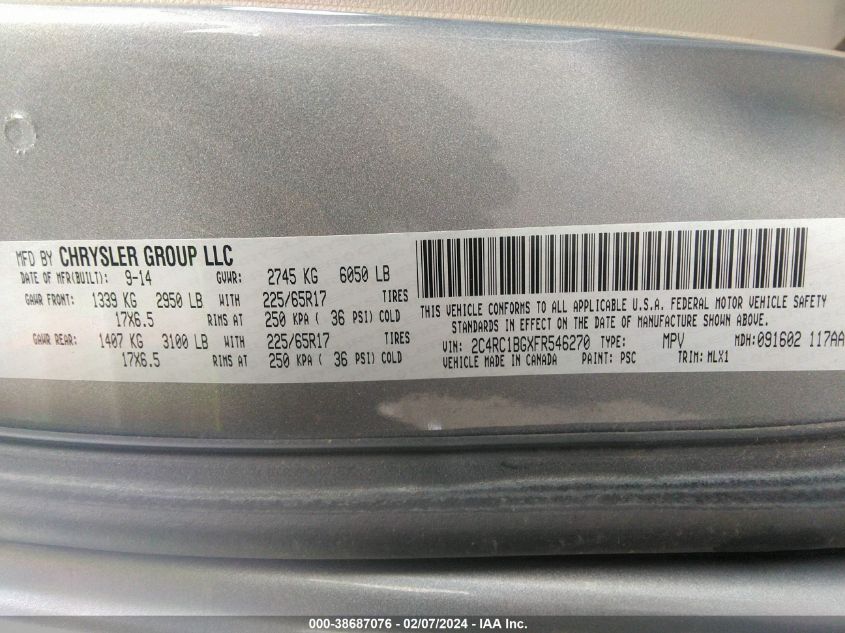 MFD BY CHRYSLER GROUP LLC
DATE OF MFR(BUILT): 9-14 GVWR: 2745 KG 6050 LB
GAWR FRONT: 1339 KG 2950 LB WITH 225/65R17 TIRES
17X6.5 RIMS AT 250 KPA ( 36 PSI) COLD
GAWR REAR: 1407 KG 3100 LB WITH 225/65R17 TIRES
17X6.5 RIMS AT 250 KPA ( 36 PSI) COLD
THIS VEHICLE CONFORMS TO ALL APPLICABLE U.S.A. FEDERAL MOTOR VEHICLE SAFETY
STANDARDS IN EFFECT ON THE DATE OF MANUFACTURE SHOWN ABOVE.
VIN: 2C4RC1BGXFR546270 TYPE: MPV MDH:091602 117AA
VEHICLE MADE IN CANADA PAINT: PSC TRIM: MLX1
000-38687076 - 02/07/2024 - IAA Inc.